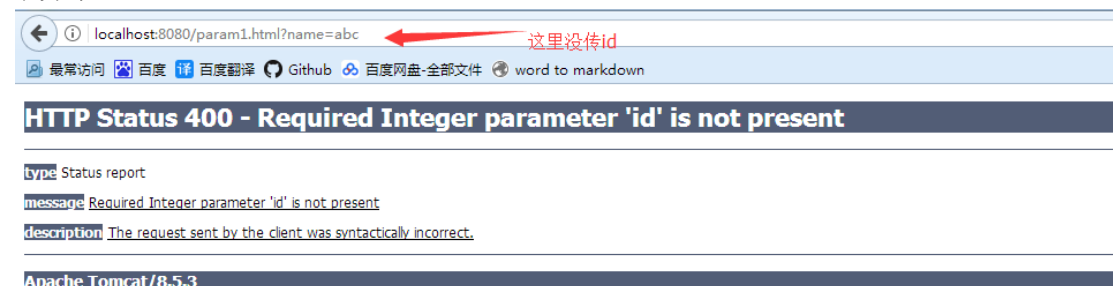 localhost:8080/param1.html?name=abc
这里没传id
最常访问 百度 译 百度翻译 Github 百度网盘-全部文件 word to markdown
HTTP Status 400 - Required Integer parameter 'id' is not present
type Status report
message Required Integer parameter 'id' is not present
description The request sent by the client was syntactically incorrect.
Apache Tomcat/8.5.3